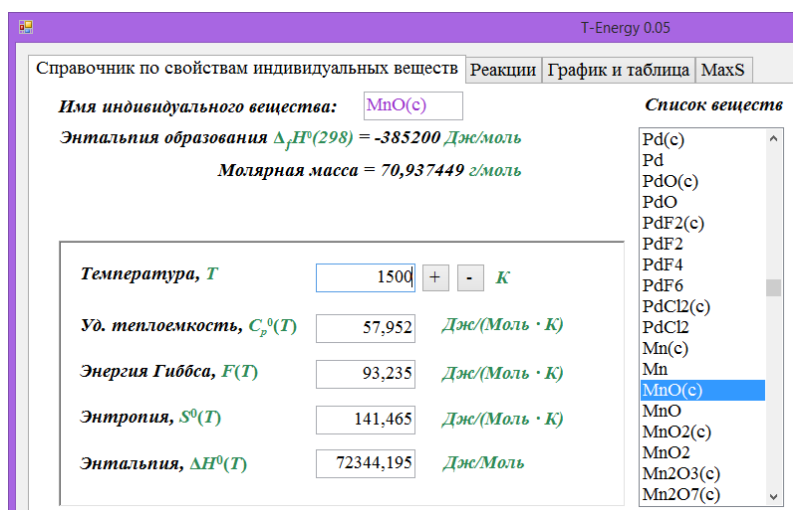 T-Energy 0.05
Справочник по свойствам индивидуальных веществ Реакции График и таблица MaxS
Имя индивидуального вещества: MnO(c)
Энтальпия образования ΔfH⁰(298) = -385200 Дж/моль
Молярная масса = 70,937449 г/моль
Температура, T 1500 + - К
Уд. теплоемкость, Cp⁰(T) 57,952 Дж/(Моль · К)
Энергия Гиббса, F(T) 93,235 Дж/(Моль · К)
Энтропия, S⁰(T) 141,465 Дж/(Моль · К)
Энтальпия, ΔH⁰(T) 72344,195 Дж/Моль
Список веществ
Pd(c)
Pd
PdO(c)
PdO
PdF2(c)
PdF2
PdF4
PdF6
PdCl2(c)
PdCl2
Mn(c)
Mn
MnO(c)
MnO
MnO2(c)
MnO2
Mn2O3(c)
Mn2O7(c)